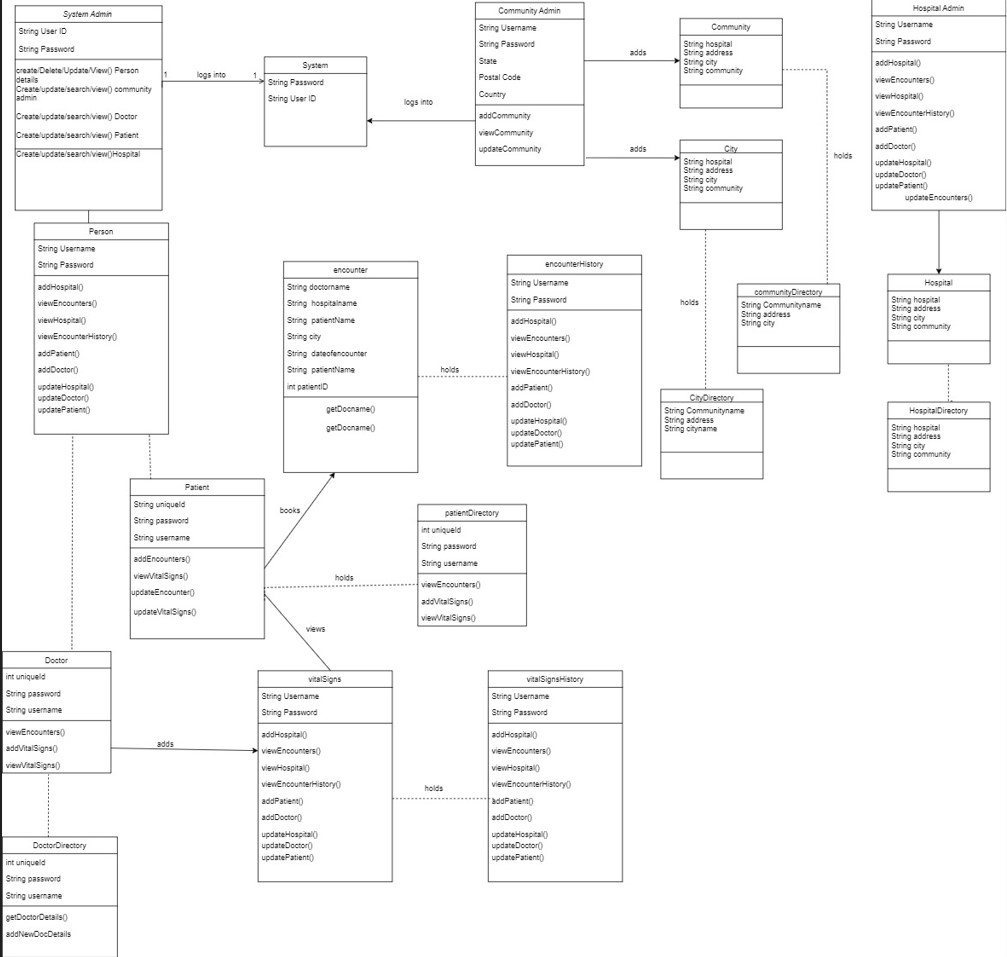 System Admin
String User ID
String Password
create/Delete/Update/View() Person
details
Create/update/search/view() community
admin
Create/update/search/view() Doctor
Create/update/search/view() Patient
Create/update/search/view()Hospital
1
logs into
1
System
String Password
String User ID
logs into
Community Admin
String Username
String Password
State
Postal Code
Country
addCommunity
viewCommunity
updateCommunity
adds
adds
Community
String hospital
String address
String city
String community
City
String hospital
String address
String city
String community
holds
holds
Hospital Admin
String Username
String Password
addHospital()
viewEncounters()
viewHospital()
viewEncounterHistory()
addPatient()
addDoctor()
updateHospital()
updateDoctor()
updatePatient()
updateEncounters()
Person
String Username
String Password
addHospital()
viewEncounters()
viewHospital()
viewEncounterHistory()
addPatient()
addDoctor()
updateHospital()
updateDoctor()
updatePatient()
encounter
String doctorname
String hospitalname
String patientName
String city
String dateofencounter
String patientName
int patientID
getDocname()
getDocname()
holds
encounterHistory
String Username
String Password
addHospital()
viewEncounters()
viewHospital()
viewEncounterHistory()
addPatient()
addDoctor()
updateHospital()
updateDoctor()
updatePatient()
communityDirectory
String Communityname
String address
String city
CityDirectory
String Communityname
String address
String cityname
Hospital
String hospital
String address
String city
String community
HospitalDirectory
String hospital
String address
String city
String community
Patient
String uniqueId
String password
String username
addEncounters()
viewVitalSigns()
updateEncounter()
updateVitalSigns()
books
holds
views
patientDirectory
int uniqueId
String password
String username
viewEncounters()
addVitalSigns()
viewVitalSigns()
Doctor
int uniqueId
String password
String username
viewEncounters()
addVitalSigns()
viewVitalSigns()
adds
vitalSigns
String Username
String Password
addHospital()
viewEncounters()
viewHospital()
viewEncounterHistory()
addPatient()
addDoctor()
updateHospital()
updateDoctor()
updatePatient()
holds
vitalSignsHistory
String Username
String Password
addHospital()
viewEncounters()
viewHospital()
viewEncounterHistory()
addPatient()
addDoctor()
updateHospital()
updateDoctor()
updatePatient()
DoctorDirectory
int uniqueId
String password
String username
getDoctorDetails()
addNewDocDetails